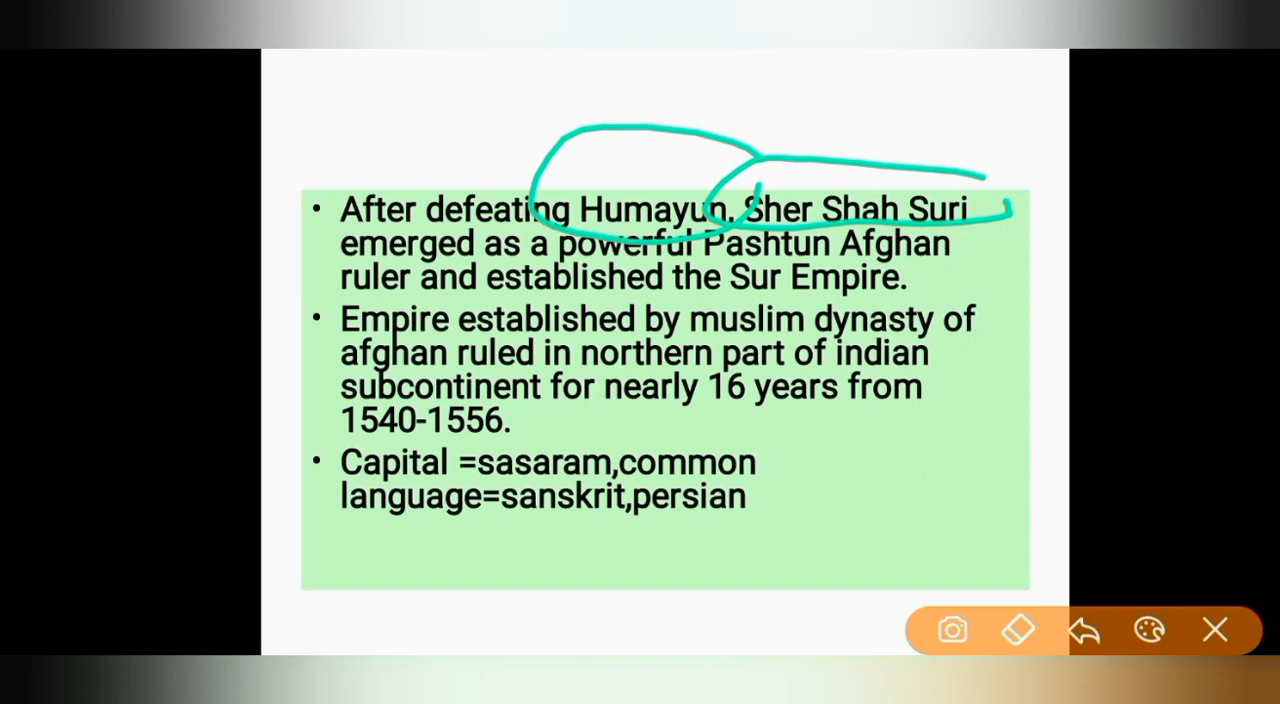 • After defeating Humayun, Sher Shah Suri
emerged as a powerful Pashtun Afghan
ruler and established the Sur Empire.
• Empire established by muslim dynasty of
afghan ruled in northern part of indian
subcontinent for nearly 16 years from
1540-1556.
• Capital =sasaram,common
language=sanskrit,persian